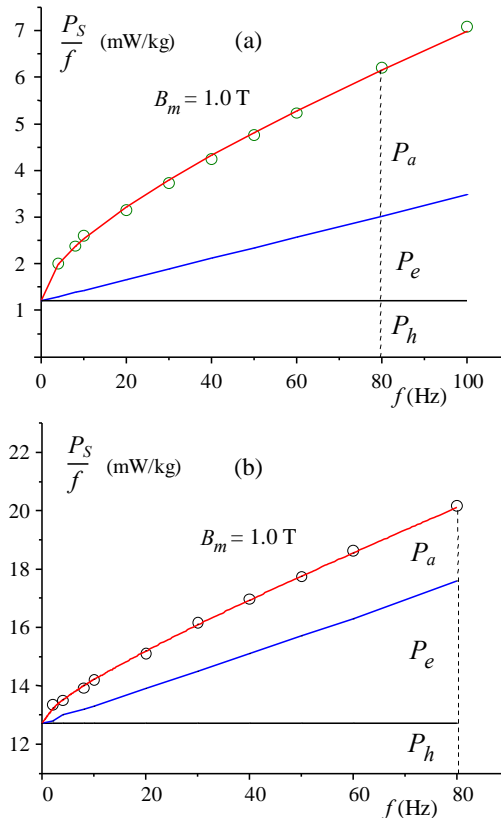 P_S/f (mW/kg) (a)
7
B_m = 1.0 T
6
5
P_a
4
3
P_e
2
1
P_h
0 20 40 60 80 100
f (Hz)
P_S/f (mW/kg) (b)
22
B_m = 1.0 T
20
P_a
18
16
P_e
14
12
P_h
0 20 40 60 80
f (Hz)